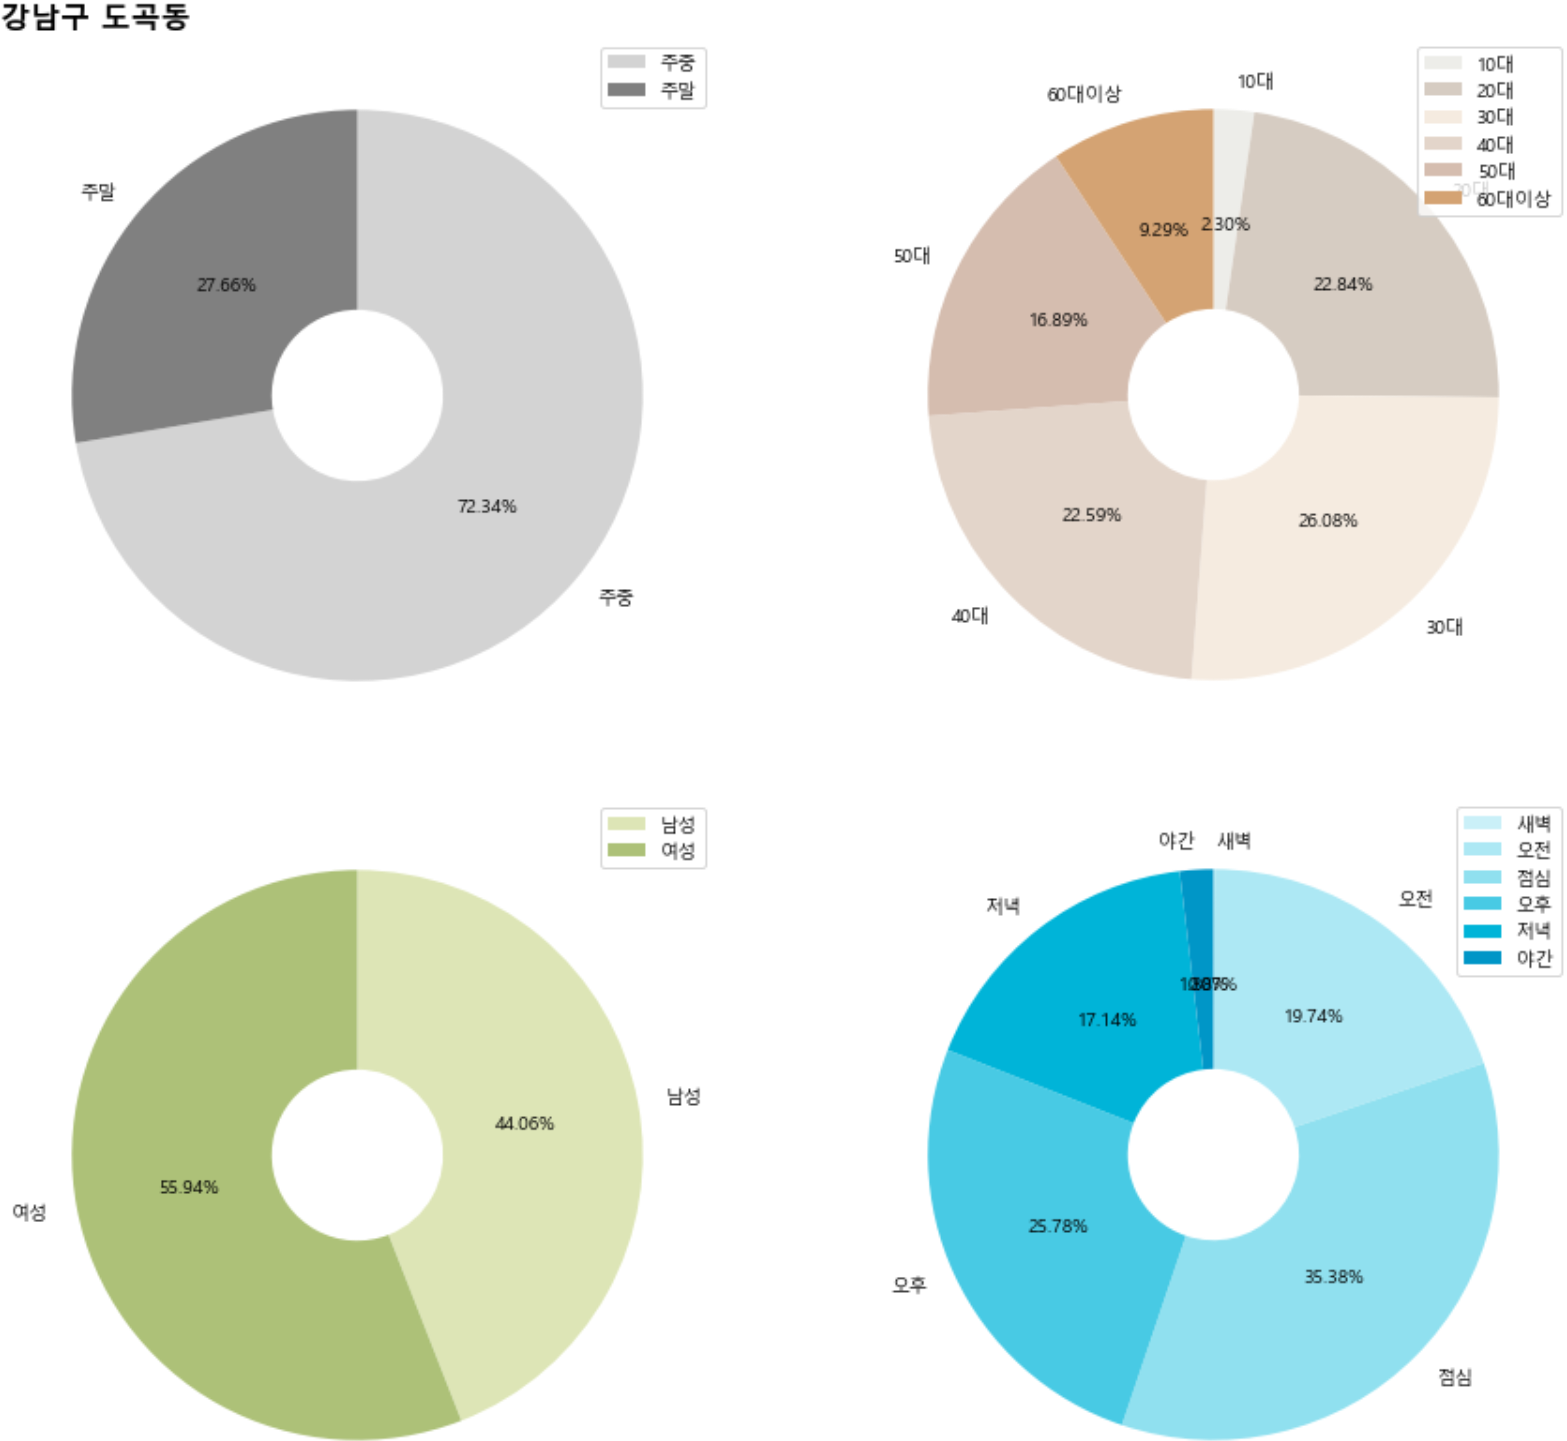 강남구 도곡동
주중
주말
주말
27.66%
72.34%
주중
10대
20대
30대
40대
50대
60대이상
10대
60대이상
20대
9.29%
2.30%
50대
22.84%
16.89%
22.59%
26.08%
40대
30대
남성
여성
남성
44.06%
55.94%
여성
새벽
오전
점심
오후
저녁
야간
야간
새벽
오전
저녁
19.74%
17.14%
25.78%
35.38%
오후
점심